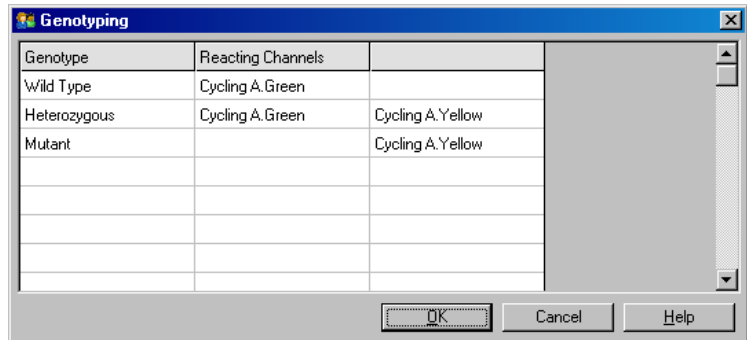 Genotyping
Genotype Reacting Channels
Wild Type Cycling A.Green
Heterozygous Cycling A.Green Cycling A.Yellow
Mutant Cycling A.Yellow
OK Cancel Help